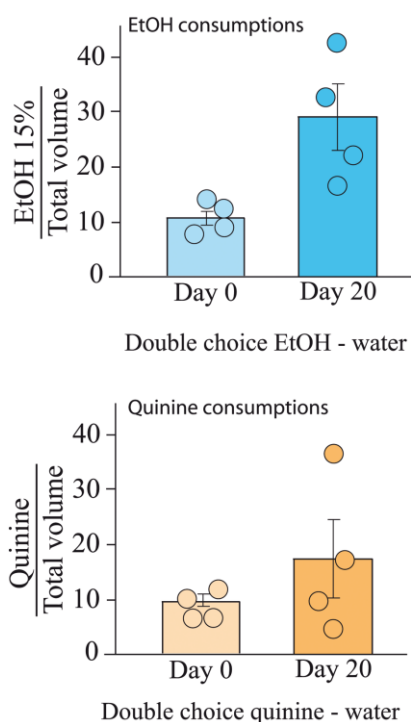 EtOH consumptions
EtOH 15%
Total volume
40
30
20
10
0
Day 0 Day 20
Double choice EtOH - water
Quinine consumptions
Quinine
Total volume
40
30
20
10
0
Day 0 Day 20
Double choice quinine - water